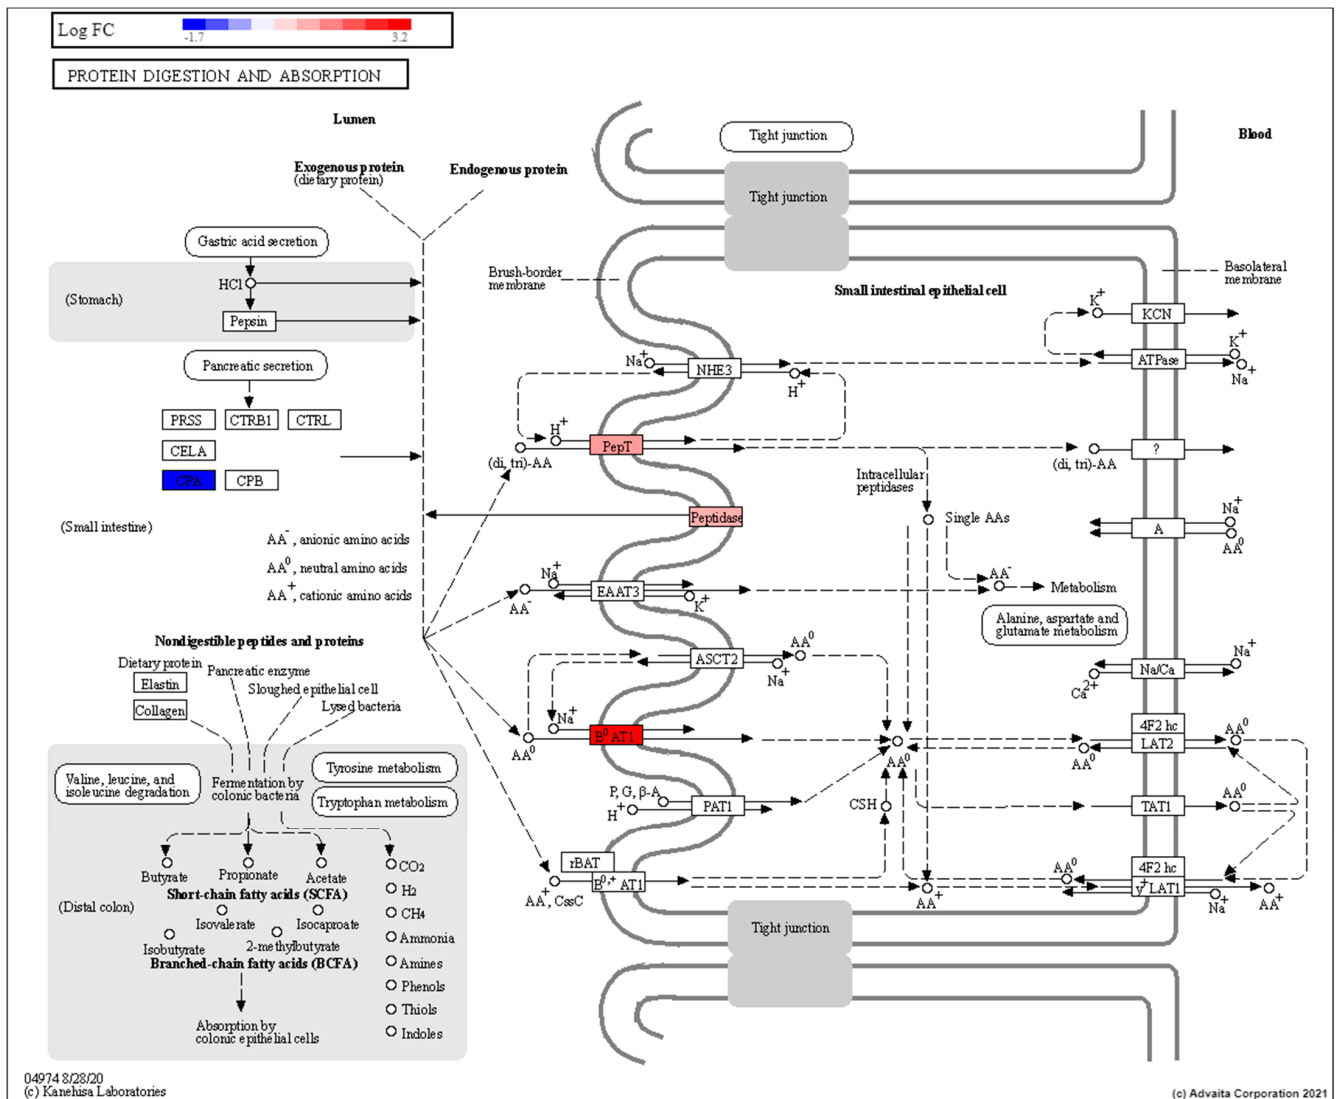 Log FC
-1.7
3.2
PROTEIN DIGESTION AND ABSORPTION
Lumen
Blood
Tight junction
Tight junction
Exogenous protein
(dietary protein)
Endogenous protein
Gastric acid secretion
(Stomach)
HCl
Pepsin
Brush-border
membrane
Small intestinal epithelial cell
Basolateral
membrane
K+
KCN
Pancreatic secretion
Na+
NHE3
H+
ATPase
K+
Na+
PRSS
CTRB1
CTRL
CELA
CPA
CPB
H+
PepT
(di, tri)-AA
(di, tri)-AA
?
Intracellular
peptidases
(Small intestine)
Peptidase
Single AAs
Na+
A
AA0
AA-, anionic amino acids
AA0, neutral amino acids
AA+, cationic amino acids
Na+
EAAT3
AA-
K+
AA-
Metabolism
Alanine, aspartate and
glutamate metabolism
Nondigestible peptides and proteins
Dietary protein
Pancreatic enzyme
Elastin
Sloughed epithelial cell
Collagen
Lysed bacteria
ASCT2
AA0
Na+
Na/Ca
Na+
Ca2+
Na+
B0 AT1
AA0
AA0
4F2 hc
LAT2
AA0
AA0
Valine, leucine, and
isoleucine degradation
Fermentation by
colonic bacteria
Tyrosine metabolism
Tryptophan metabolism
P, G, β-A
H+
PAT1
CSH
TAT1
AA0
Butyrate
Propionate
Acetate
CO2
Short-chain fatty acids (SCFA)
H2
(Distal colon)
Isovalerate
Isocaproate
CH4
Isobutyrate
2-methylbutyrate
Ammonia
Branched-chain fatty acids (BCFA)
Amines
Phenols
Thiols
Absorption by
colonic epithelial cells
Indoles
rBAT
B0,+ AT1
AA+, CssC
AA+
AA0
4F2 hc
y+ LAT1
Na+
AA+
Tight junction
04974 8/28/20
(c) Kanehisa Laboratories
(c) Advaita Corporation 2021